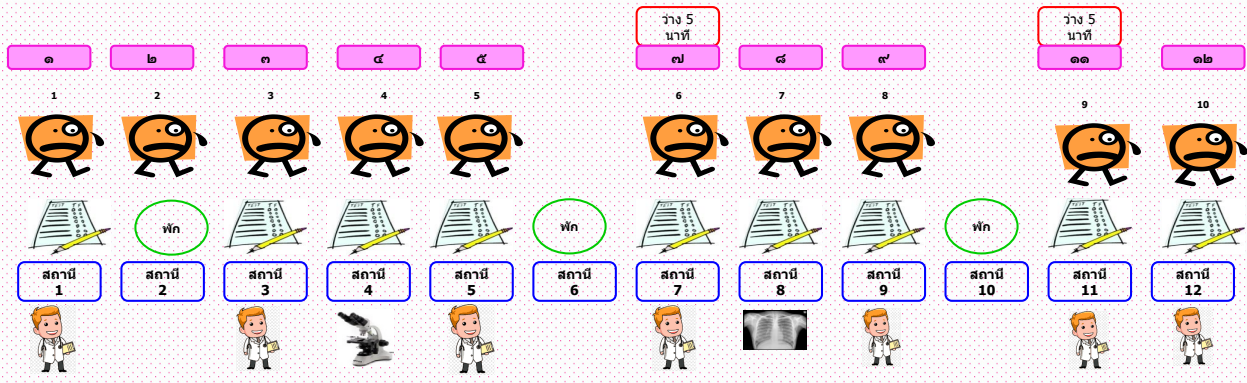 ว่าง 5
นาที
ว่าง 5
นาที
๑ ๒ ๓ ๔ ๕ ๗ ๘ ๙ ๑๑ ๑๒
1 2 3 4 5 6 7 8 9 10
พัก พัก พัก
สถานี
1
สถานี
2
สถานี
3
สถานี
4
สถานี
5
สถานี
6
สถานี
7
สถานี
8
สถานี
9
สถานี
10
สถานี
11
สถานี
12